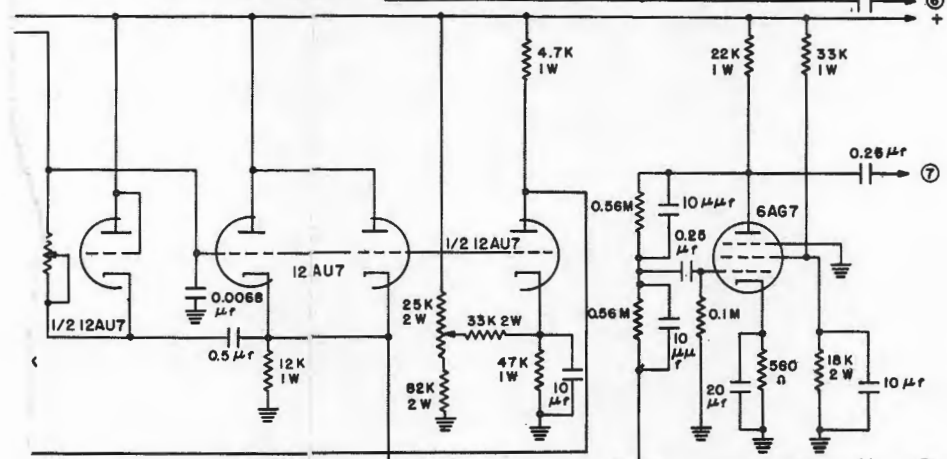 ⑥
+
4.7K
1W
22K
1W
33K
1W
0.25 µf
⑦
0.56M
10 µµf
6AG7
0.25
µf
1/2 12AU7
12AU7
0.0068
µf
1/2 12AU7
25K
2W
33K 2W
0.56M
0.1M
10
µµ
f
0.5 µf
12K
1W
47K
1W
10
µf
82K
2W
20
µf
560
Ω
18K
2W
10 µf